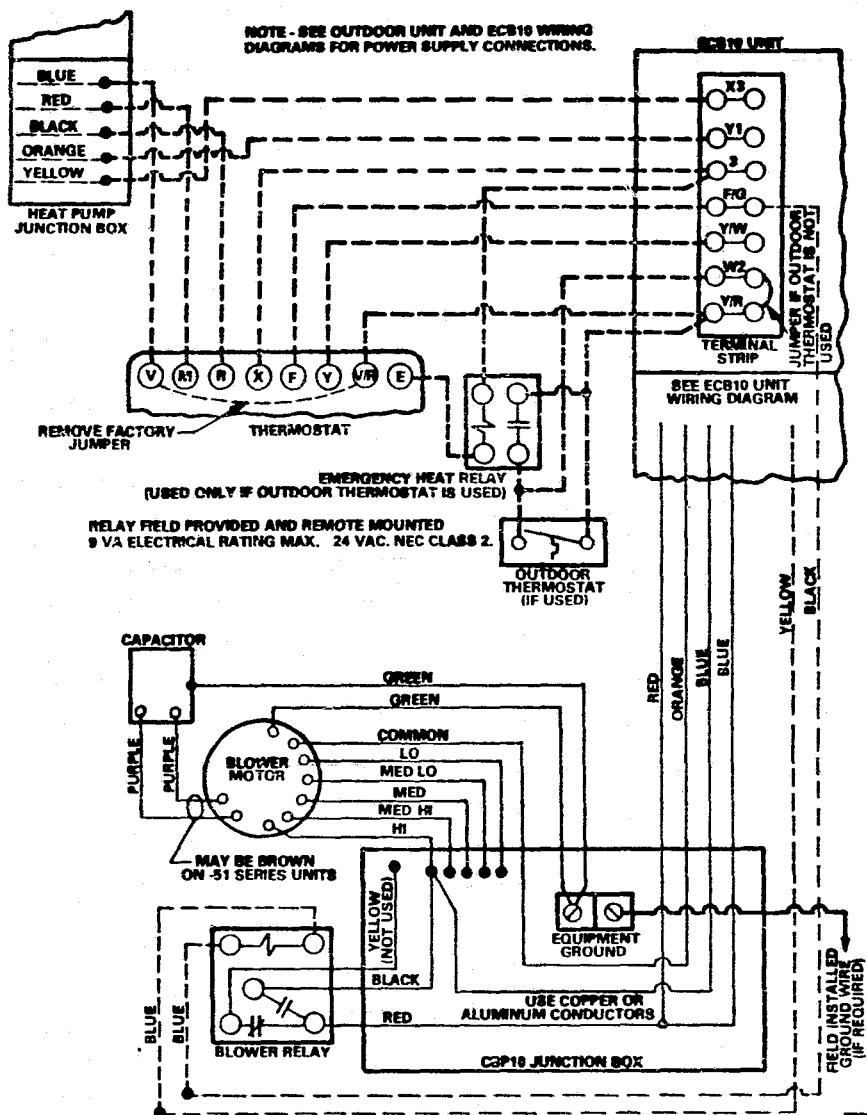 NOTE - SEE OUTDOOR UNIT AND ECB10 WIRING
DIAGRAMS FOR POWER SUPPLY CONNECTIONS.
BLUE
RED
BLACK
ORANGE
YELLOW
HEAT PUMP
JUNCTION BOX
ECB10 UNIT
X3
Y1
3
F/G
Y/W
W2
Y/R
TERMINAL
STRIP
JUMPER IF OUTDOOR
THERMOSTAT IS NOT
USED
SEE ECB10 UNIT
WIRING DIAGRAM
V
M1
R
X
F
Y
V/R
E
REMOVE FACTORY
JUMPER
THERMOSTAT
EMERGENCY HEAT RELAY
(USED ONLY IF OUTDOOR THERMOSTAT IS USED)
RELAY FIELD PROVIDED AND REMOTE MOUNTED
9 VA ELECTRICAL RATING MAX. 24 VAC. NEC CLASS 2.
OUTDOOR
THERMOSTAT
(IF USED)
RED
ORANGE
BLUE
BLUE
YELLOW
BLACK
CAPACITOR
PURPLE
PURPLE
BLOWER
MOTOR
GREEN
GREEN
COMMON
LO
MED LO
MED
MED HI
HI
MAY BE BROWN
ON -51 SERIES UNITS
YELLOW
(NOT USED)
EQUIPMENT
GROUND
BLACK
RED
USE COPPER OR
ALUMINUM CONDUCTORS
BLUE
BLUE
BLOWER RELAY
CBP10 JUNCTION BOX
FIELD INSTALLED
GROUND WIRE
(IF REQUIRED)